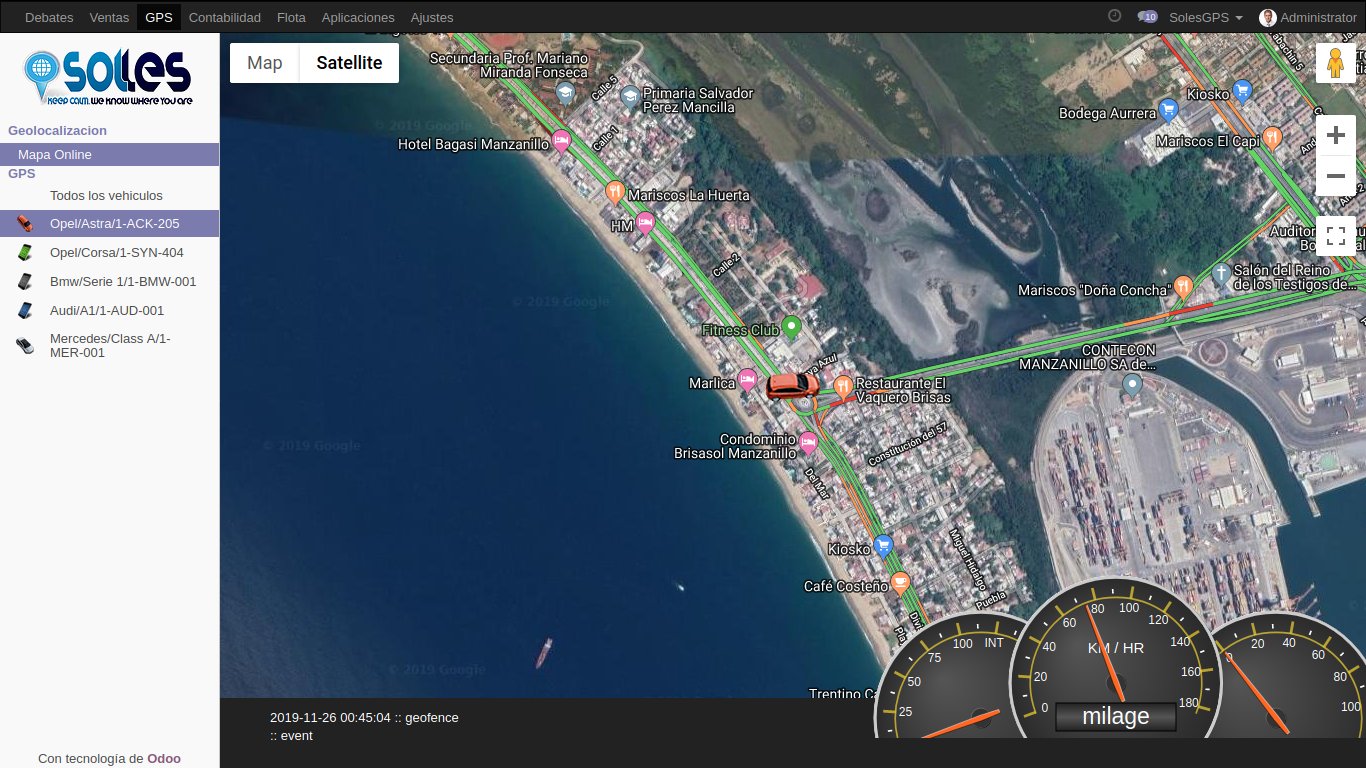 Debates Ventas GPS Contabilidad Flota Aplicaciones Ajustes 10 SolesGPS Administrator
SOLLES
KEEP CALM, WE KNOW WHERE YOU ARE
Geolocalizacion
Mapa Online
GPS
Todos los vehiculos
Opel/Astra/1-ACK-205
Opel/Corsa/1-SYN-404
Bmw/Serie 1/1-BMW-001
Audi/A1/1-AUD-001
Mercedes/Class A/1-
MER-001
Con tecnología de Odoo
Map Satellite
Secundaria Prof. Mariano
Miranda Fonseca
Calle 5
Primaria Salvador
Pérez Mancilla
Kiosko
Bodega Aurrera
© 2019 Google
Calle 1
Hotel Bagasi Manzanillo
Mariscos El Capi
Mariscos La Huerta
HM
Calle 2
Salón del Reino
de los Testigos de...
Mariscos "Doña Concha"
© 2019 Google
Fitness Club
CONTECON
MANZANILLO SA de...
Marlica
Restaurante El
Vaquero Brisas
Condominio
Brisasol Manzanillo
Constitución del 57
© 2019 Google
Del Mar
Kiosko
Miguel Hidalgo
Café Costeño
Puebla
© 2019 Google
25 50 75 100 INT
0 20 40 60 80 100 120 140 160 180
KM / HR
milage
0 20 40 60 80 100
2019-11-26 00:45:04 :: geofence
:: event